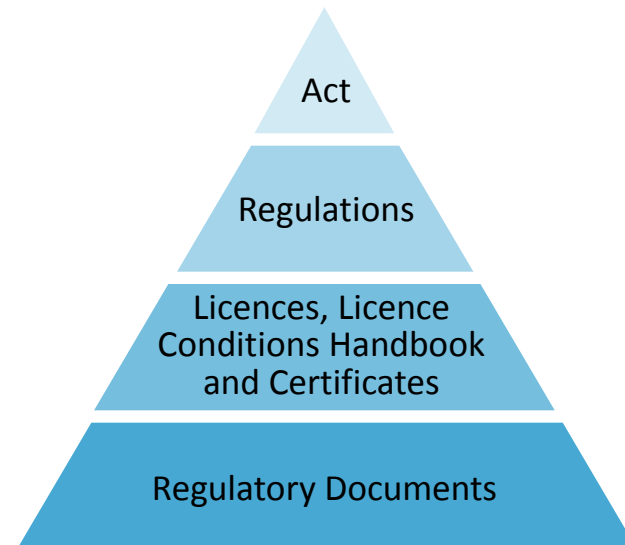 Act
Regulations
Licences, Licence
Conditions Handbook
and Certificates
Regulatory Documents